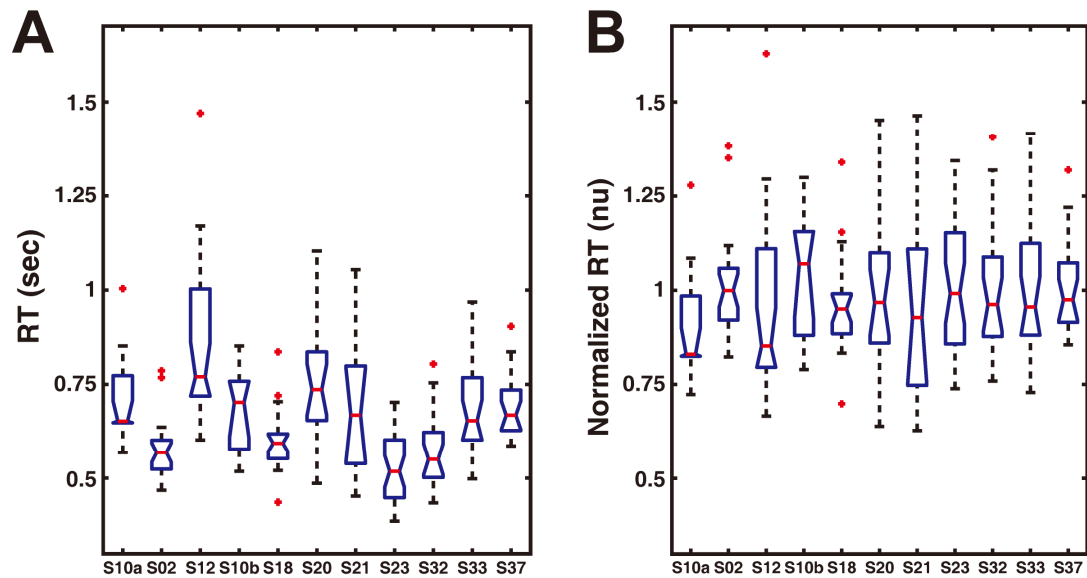 A
B
RT (sec)
1.5
1.25
1
0.75
0.5
S10a S02 S12 S10b S18 S20 S21 S23 S32 S33 S37
Normalized RT (nu)
1.5
1.25
1
0.75
0.5
S10a S02 S12 S10b S18 S20 S21 S23 S32 S33 S37